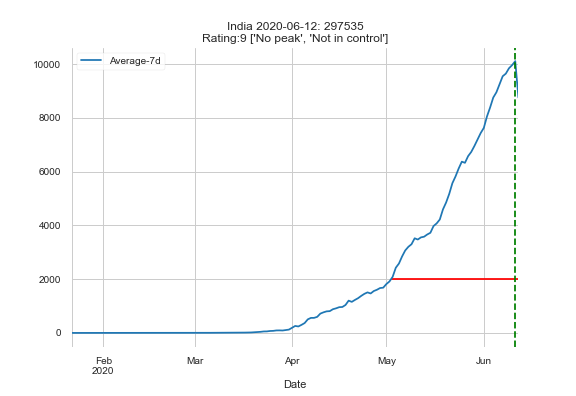 India 2020-06-12: 297535
Rating:9 ['No peak', 'Not in control']
Average-7d
10000
8000
6000
4000
2000
0
Feb Mar Apr May Jun
2020
Date